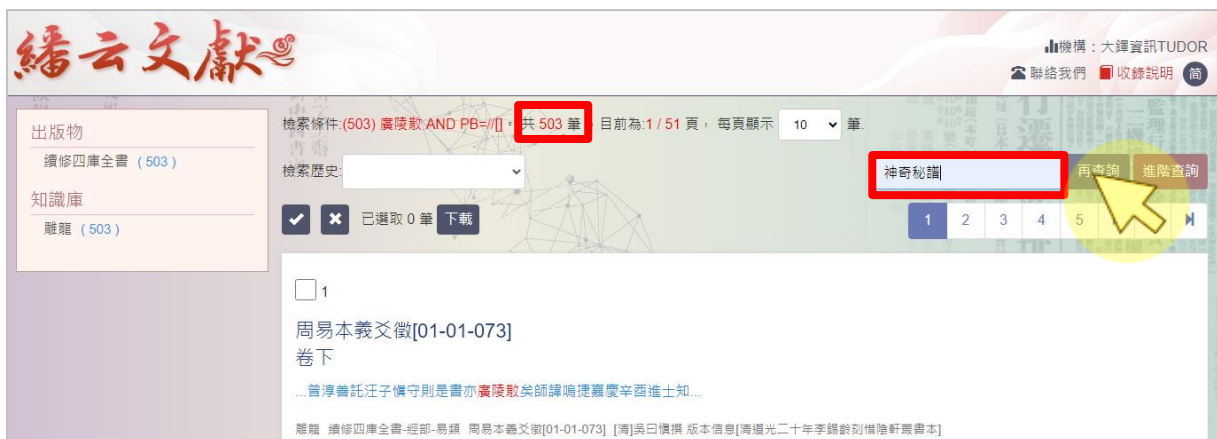 繙云文獻
機構：大鐸資訊TUDOR
聯絡我們 收錄說明 简
出版物
續修四庫全書 (503)
知識庫
雕龍 (503)
檢索條件:(503) 廣陵散 AND PB=//[]。共 503 筆，目前為:1 / 51 頁，每頁顯示 10 筆.
檢索歷史:
神奇秘譜 再查詢 進階查詢
已選取 0 筆 下載
1 2 3 4 5
1
周易本義爻徵[01-01-073]
卷下
...曾淳善託汪子愼守則是書亦廣陵散矣師諱鳴捷嘉慶辛酉進士知...
雕龍 續修四庫全書-經部-易類 周易本義爻徵[01-01-073] [清]吳曰愼撰 版本信息[清道光二十年李錫齡刻惜陰軒叢書本]